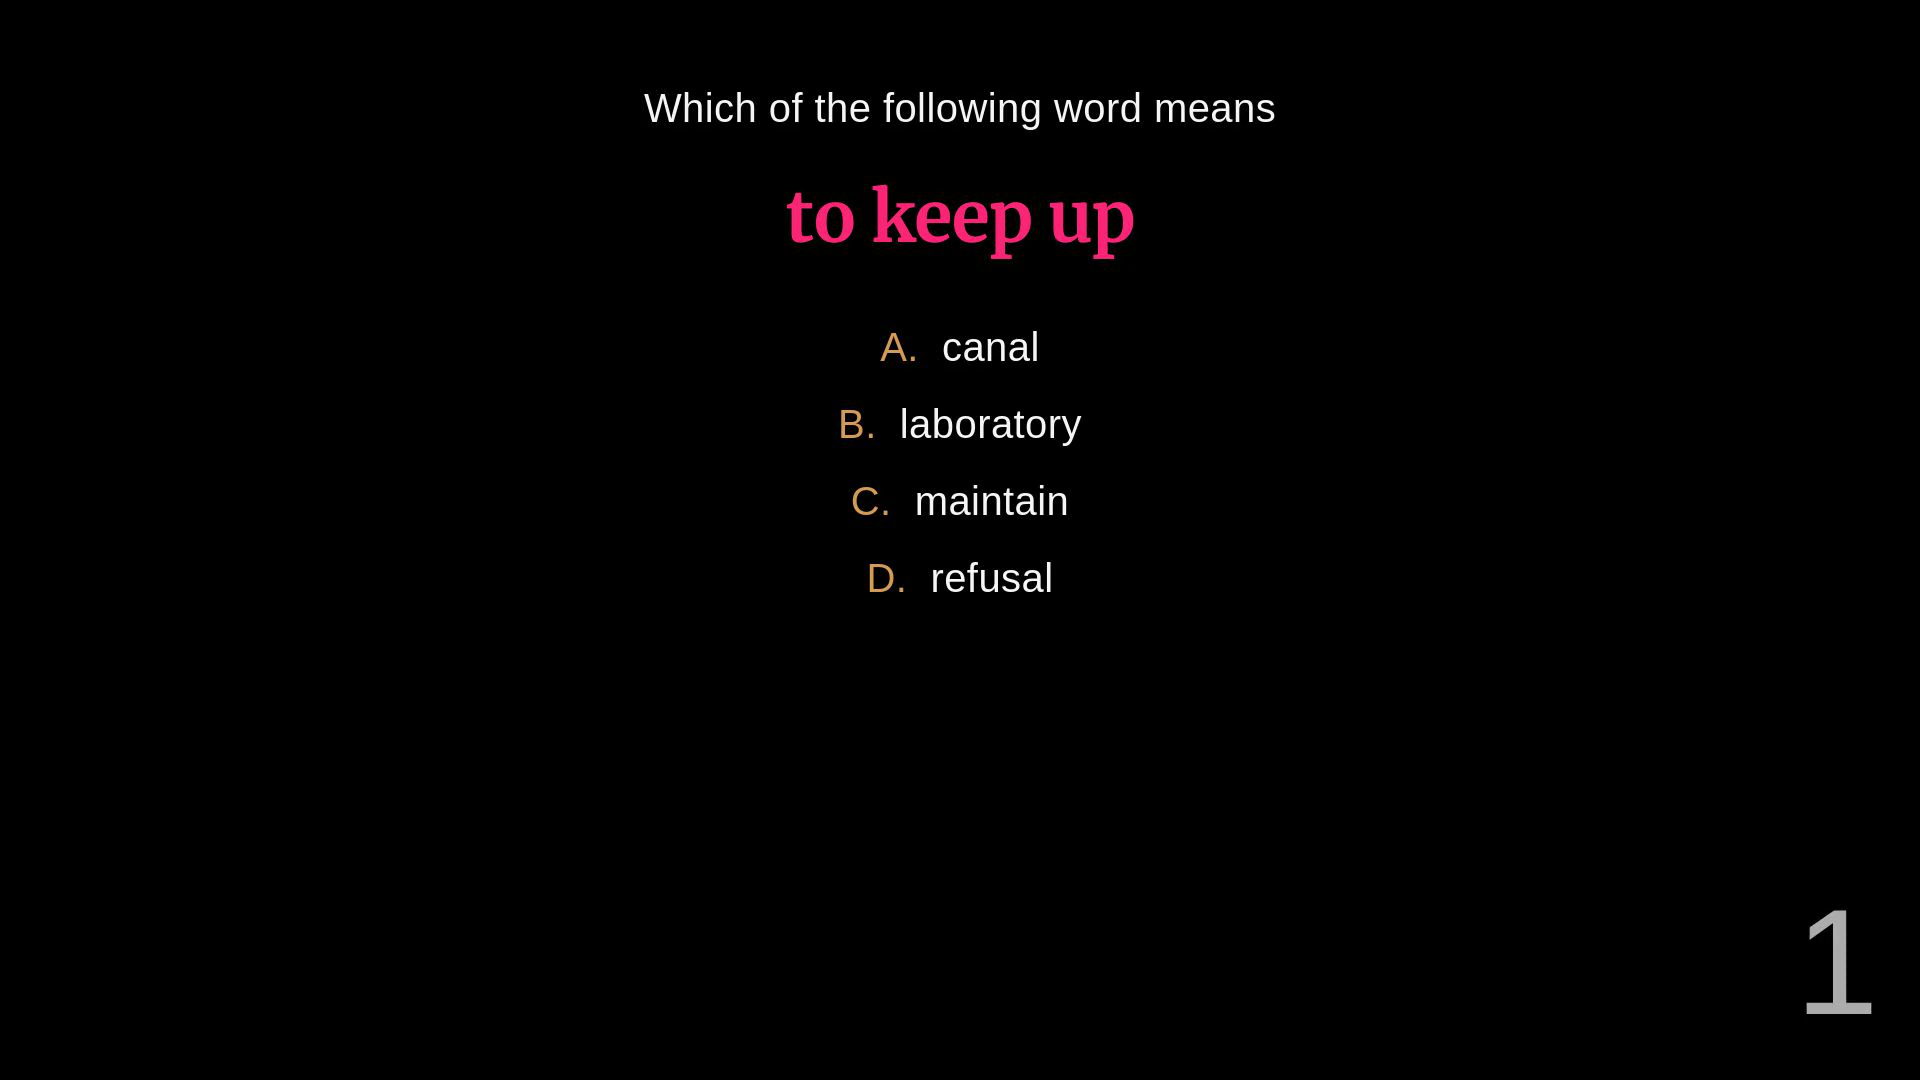 Which of the following word means
to keep up
A. canal
B. laboratory
C. maintain
D. refusal
1